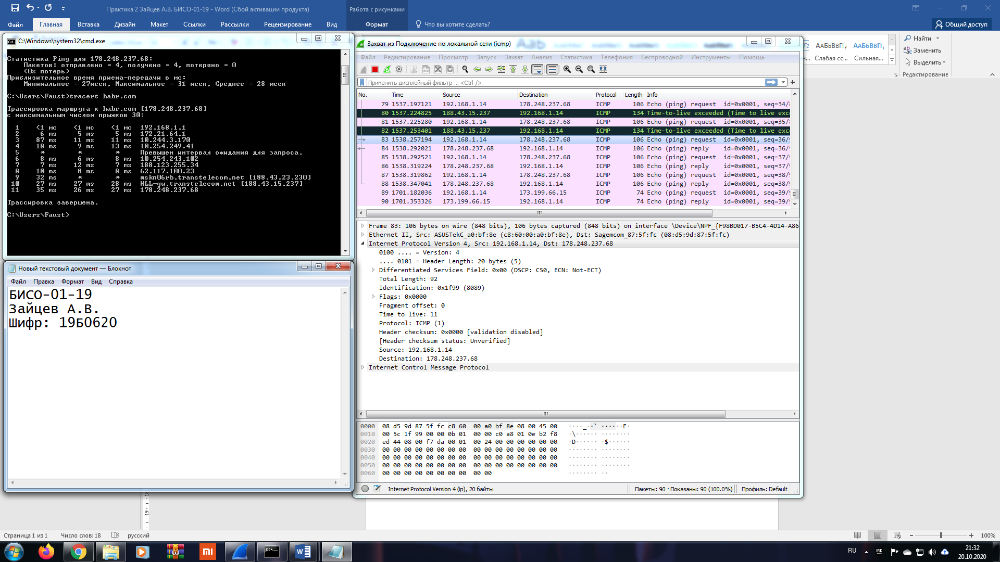 Практика 2 Зайцев А.В. БИСО-01-19 - Word (Сбой активации продукта)
Работа с рисунками
Файл Главная Вставка Дизайн Макет Ссылки Рассылки Рецензирование Вид Формат Что вы хотите сделать? Общий доступ
Найти
Заменить
Выделить
Редактирование
АаБбВвГг, АаБбВвГг,
Слабая сс... Сильная...
C:\Windows\system32\cmd.exe
Статистика Ping для 178.248.237.68:
Пакетов: отправлено = 4, получено = 4, потеряно = 0
(0% потерь)
Приблизительное время приема-передачи в мс:
Минимальное = 27мсек, Максимальное = 31 мсек, Среднее = 28 мсек
C:\Users\Faust>tracert habr.com
Трассировка маршрута к habr.com [178.248.237.68]
с максимальным числом прыжков 30:
1 <1 мс <1 мс <1 мс 192.168.1.1
2 6 ms 5 ms 5 ms 172.21.64.1
3 87 ms 11 ms 11 ms 10.244.3.170
4 18 ms 9 ms 13 ms 10.254.249.41
5 * * * Превышен интервал ожидания для запроса.
6 8 ms 6 ms 8 ms 10.254.243.102
7 7 ms 12 ms 7 ms 188.123.255.34
8 10 ms 8 ms 8 ms 62.117.100.23
9 32 ms * * mskn06rb.transtelecom.net [188.43.23.230]
10 27 ms 27 ms 28 ms HLL-gw.transtelecom.net [188.43.15.237]
11 35 ms 26 ms 27 ms 178.248.237.68
Трассировка завершена.
C:\Users\Faust>
Новый текстовый документ — Блокнот
Файл Правка Формат Вид Справка
БИСО-01-19
Зайцев А.В.
Шифр: 19Б0620
Захват из Подключение по локальной сети (icmp)
Файл Редактирование Просмотр Запуск Захват Анализ Статистика Телефония Беспроводной Инструменты Помощь
Применить дисплейный фильтр ... <Ctrl-/>
No. Time Source Destination Protocol Length Info
79 1537.197121 192.168.1.14 178.248.237.68 ICMP 106 Echo (ping) request id=0x0001, seq=34/8
80 1537.224825 188.43.15.237 192.168.1.14 ICMP 134 Time-to-live exceeded (Time to live exce
81 1537.225280 192.168.1.14 178.248.237.68 ICMP 106 Echo (ping) request id=0x0001, seq=35/8
82 1537.253401 188.43.15.237 192.168.1.14 ICMP 134 Time-to-live exceeded (Time to live exce
83 1538.257194 192.168.1.14 178.248.237.68 ICMP 106 Echo (ping) request id=0x0001, seq=36/9
84 1538.292021 178.248.237.68 192.168.1.14 ICMP 106 Echo (ping) reply id=0x0001, seq=36/9
85 1538.292521 192.168.1.14 178.248.237.68 ICMP 106 Echo (ping) request id=0x0001, seq=37/9
86 1538.319224 178.248.237.68 192.168.1.14 ICMP 106 Echo (ping) reply id=0x0001, seq=37/9
87 1538.319862 192.168.1.14 178.248.237.68 ICMP 106 Echo (ping) request id=0x0001, seq=38/9
88 1538.347041 178.248.237.68 192.168.1.14 ICMP 106 Echo (ping) reply id=0x0001, seq=38/9
89 1701.182036 192.168.1.14 173.199.66.15 ICMP 74 Echo (ping) request id=0x0001, seq=39/9
90 1701.353326 173.199.66.15 192.168.1.14 ICMP 74 Echo (ping) reply id=0x0001, seq=39/9
Frame 83: 106 bytes on wire (848 bits), 106 bytes captured (848 bits) on interface \Device\NPF_{F98BD017-B5C4-4D14-A86
Ethernet II, Src: ASUSTekC_a0:bf:8e (c8:60:00:a0:bf:8e), Dst: Sagemcom_87:5f:fc (08:d5:9d:87:5f:fc)
Internet Protocol Version 4, Src: 192.168.1.14, Dst: 178.248.237.68
0100 .... = Version: 4
.... 0101 = Header Length: 20 bytes (5)
Differentiated Services Field: 0x00 (DSCP: CS0, ECN: Not-ECT)
Total Length: 92
Identification: 0x1f99 (8089)
Flags: 0x0000
Fragment offset: 0
Time to live: 11
Protocol: ICMP (1)
Header checksum: 0x0000 [validation disabled]
[Header checksum status: Unverified]
Source: 192.168.1.14
Destination: 178.248.237.68
Internet Control Message Protocol
0000 08 d5 9d 87 5f fc c8 60 00 a0 bf 8e 08 00 45 00 ····_··` ······E·
0010 00 5c 1f 99 00 00 0b 01 00 00 c0 a8 01 0e b2 f8 ·\······ ········
0020 ed 44 08 00 f7 da 00 01 00 24 00 00 00 00 00 00 ·D······ ·$······
0030 00 00 00 00 00 00 00 00 00 00 00 00 00 00 00 00 ········ ········
0040 00 00 00 00 00 00 00 00 00 00 00 00 00 00 00 00 ········ ········
0050 00 00 00 00 00 00 00 00 00 00 00 00 00 00 00 00 ········ ········
0060 00 00 00 00 00 00 00 00 00 00 ········ ··
Internet Protocol Version 4 (ip), 20 байты Пакеты: 90 · Показаны: 90 (100.0%) Профиль: Default
Страница 1 из 1 Число слов: 18 русский 100%
RU 21:32
20.10.2020